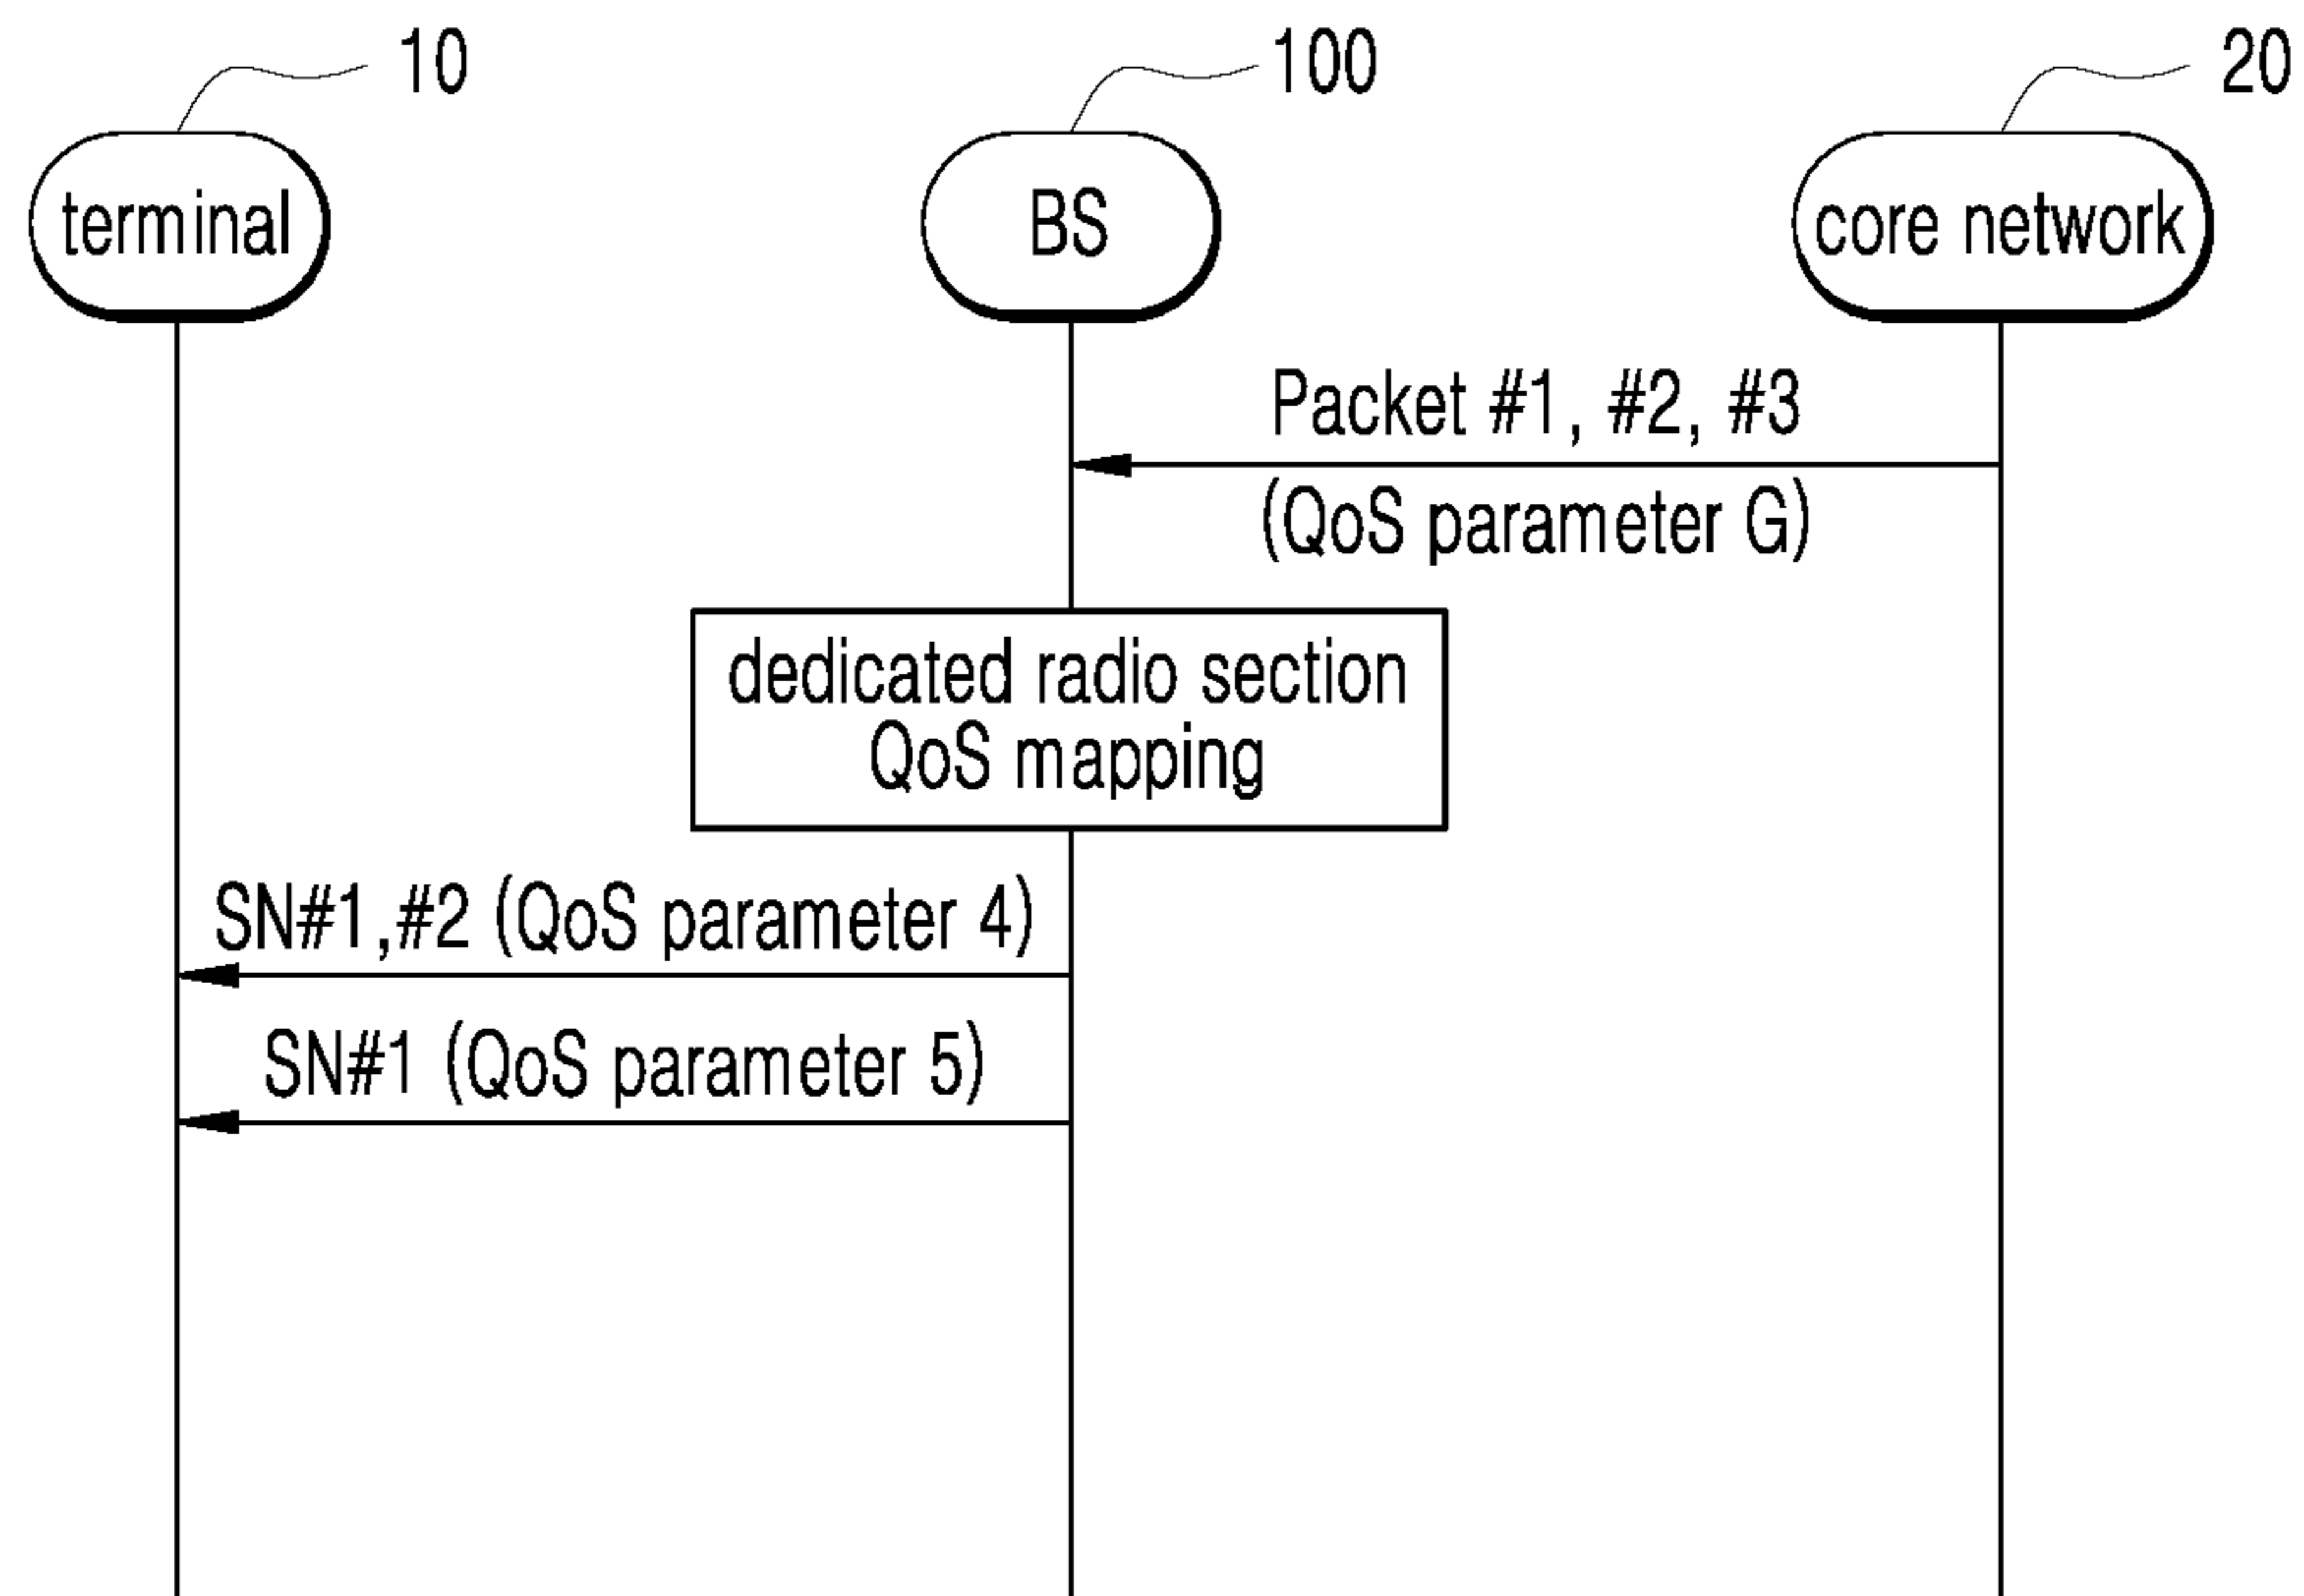 10
100
20
terminal
BS
core network
Packet #1, #2, #3
(QoS parameter G)
dedicated radio section
QoS mapping
SN#1,#2 (QoS parameter 4)
SN#1 (QoS parameter 5)